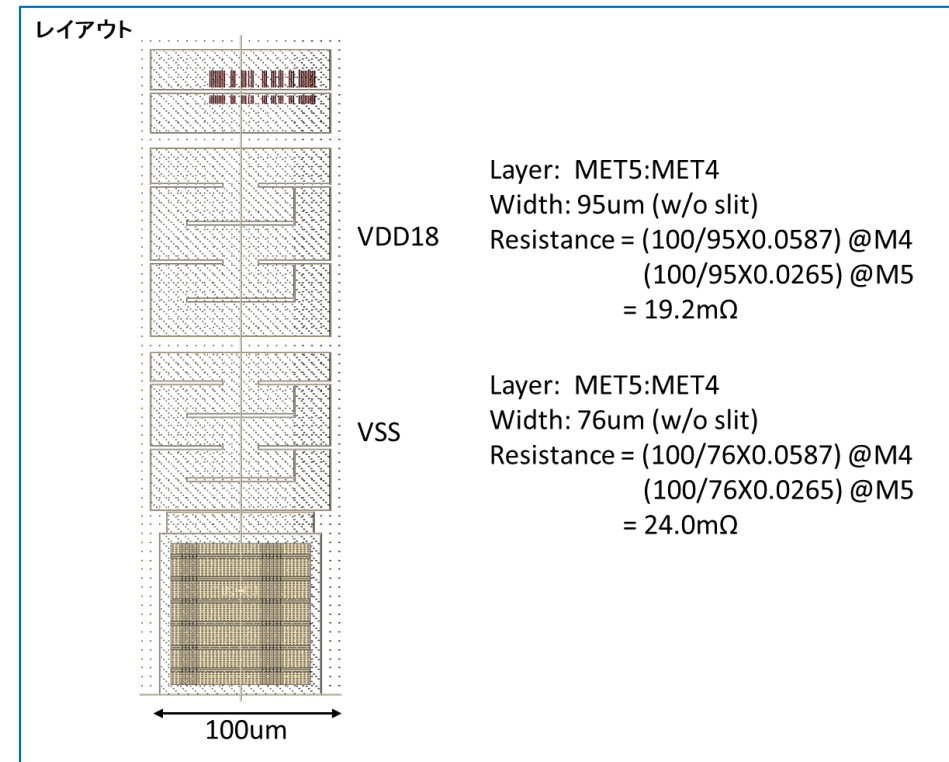 レイアウト
VDD18
Layer:  MET5:MET4
Width: 95um (w/o slit)
Resistance = (100/95X0.0587) @M4
(100/95X0.0265) @M5
= 19.2mΩ
VSS
Layer:  MET5:MET4
Width: 76um (w/o slit)
Resistance = (100/76X0.0587) @M4
(100/76X0.0265) @M5
= 24.0mΩ
100um